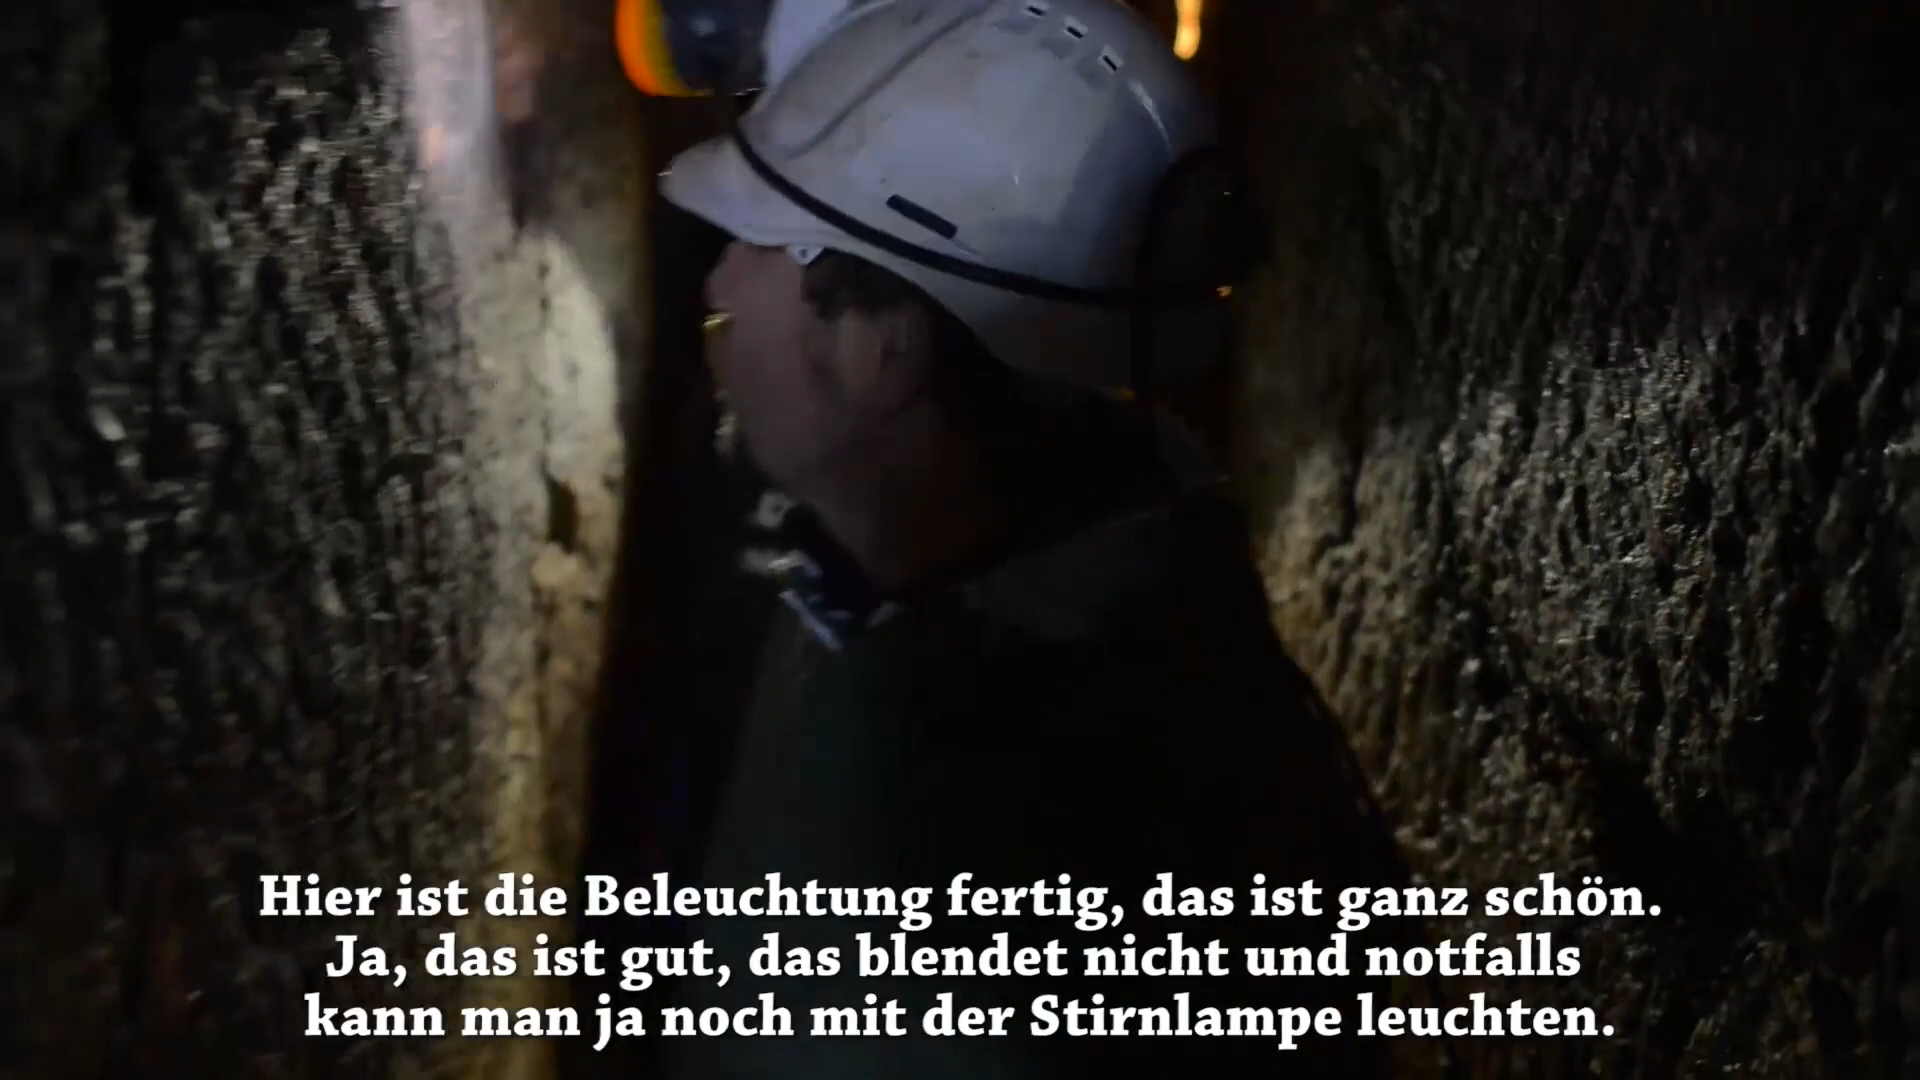 Hier ist die Beleuchtung fertig, das ist ganz schön.
Ja, das ist gut, das blendet nicht und notfalls
kann man ja noch mit der Stirnlampe leuchten.